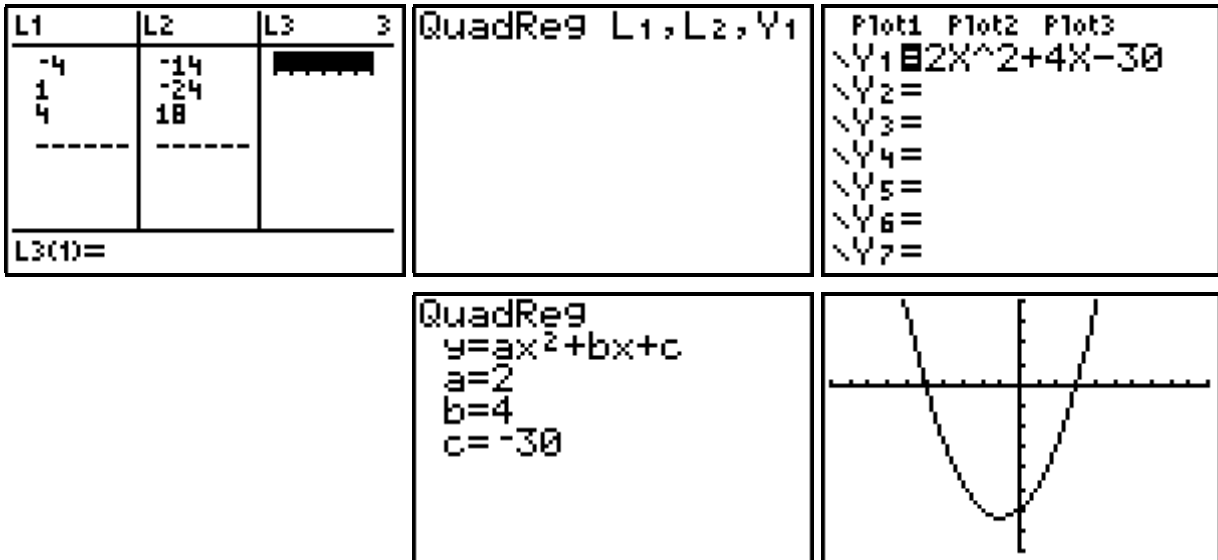 L1 L2 L3 3
-4 -14
1 -24
4 18
------ ------
L3(1)=
QuadReg L1,L2,Y1
Plot1 Plot2 Plot3
\Y1=2X^2+4X-30
\Y2=
\Y3=
\Y4=
\Y5=
\Y6=
\Y7=
QuadReg
y=ax²+bx+c
a=2
b=4
c=-30